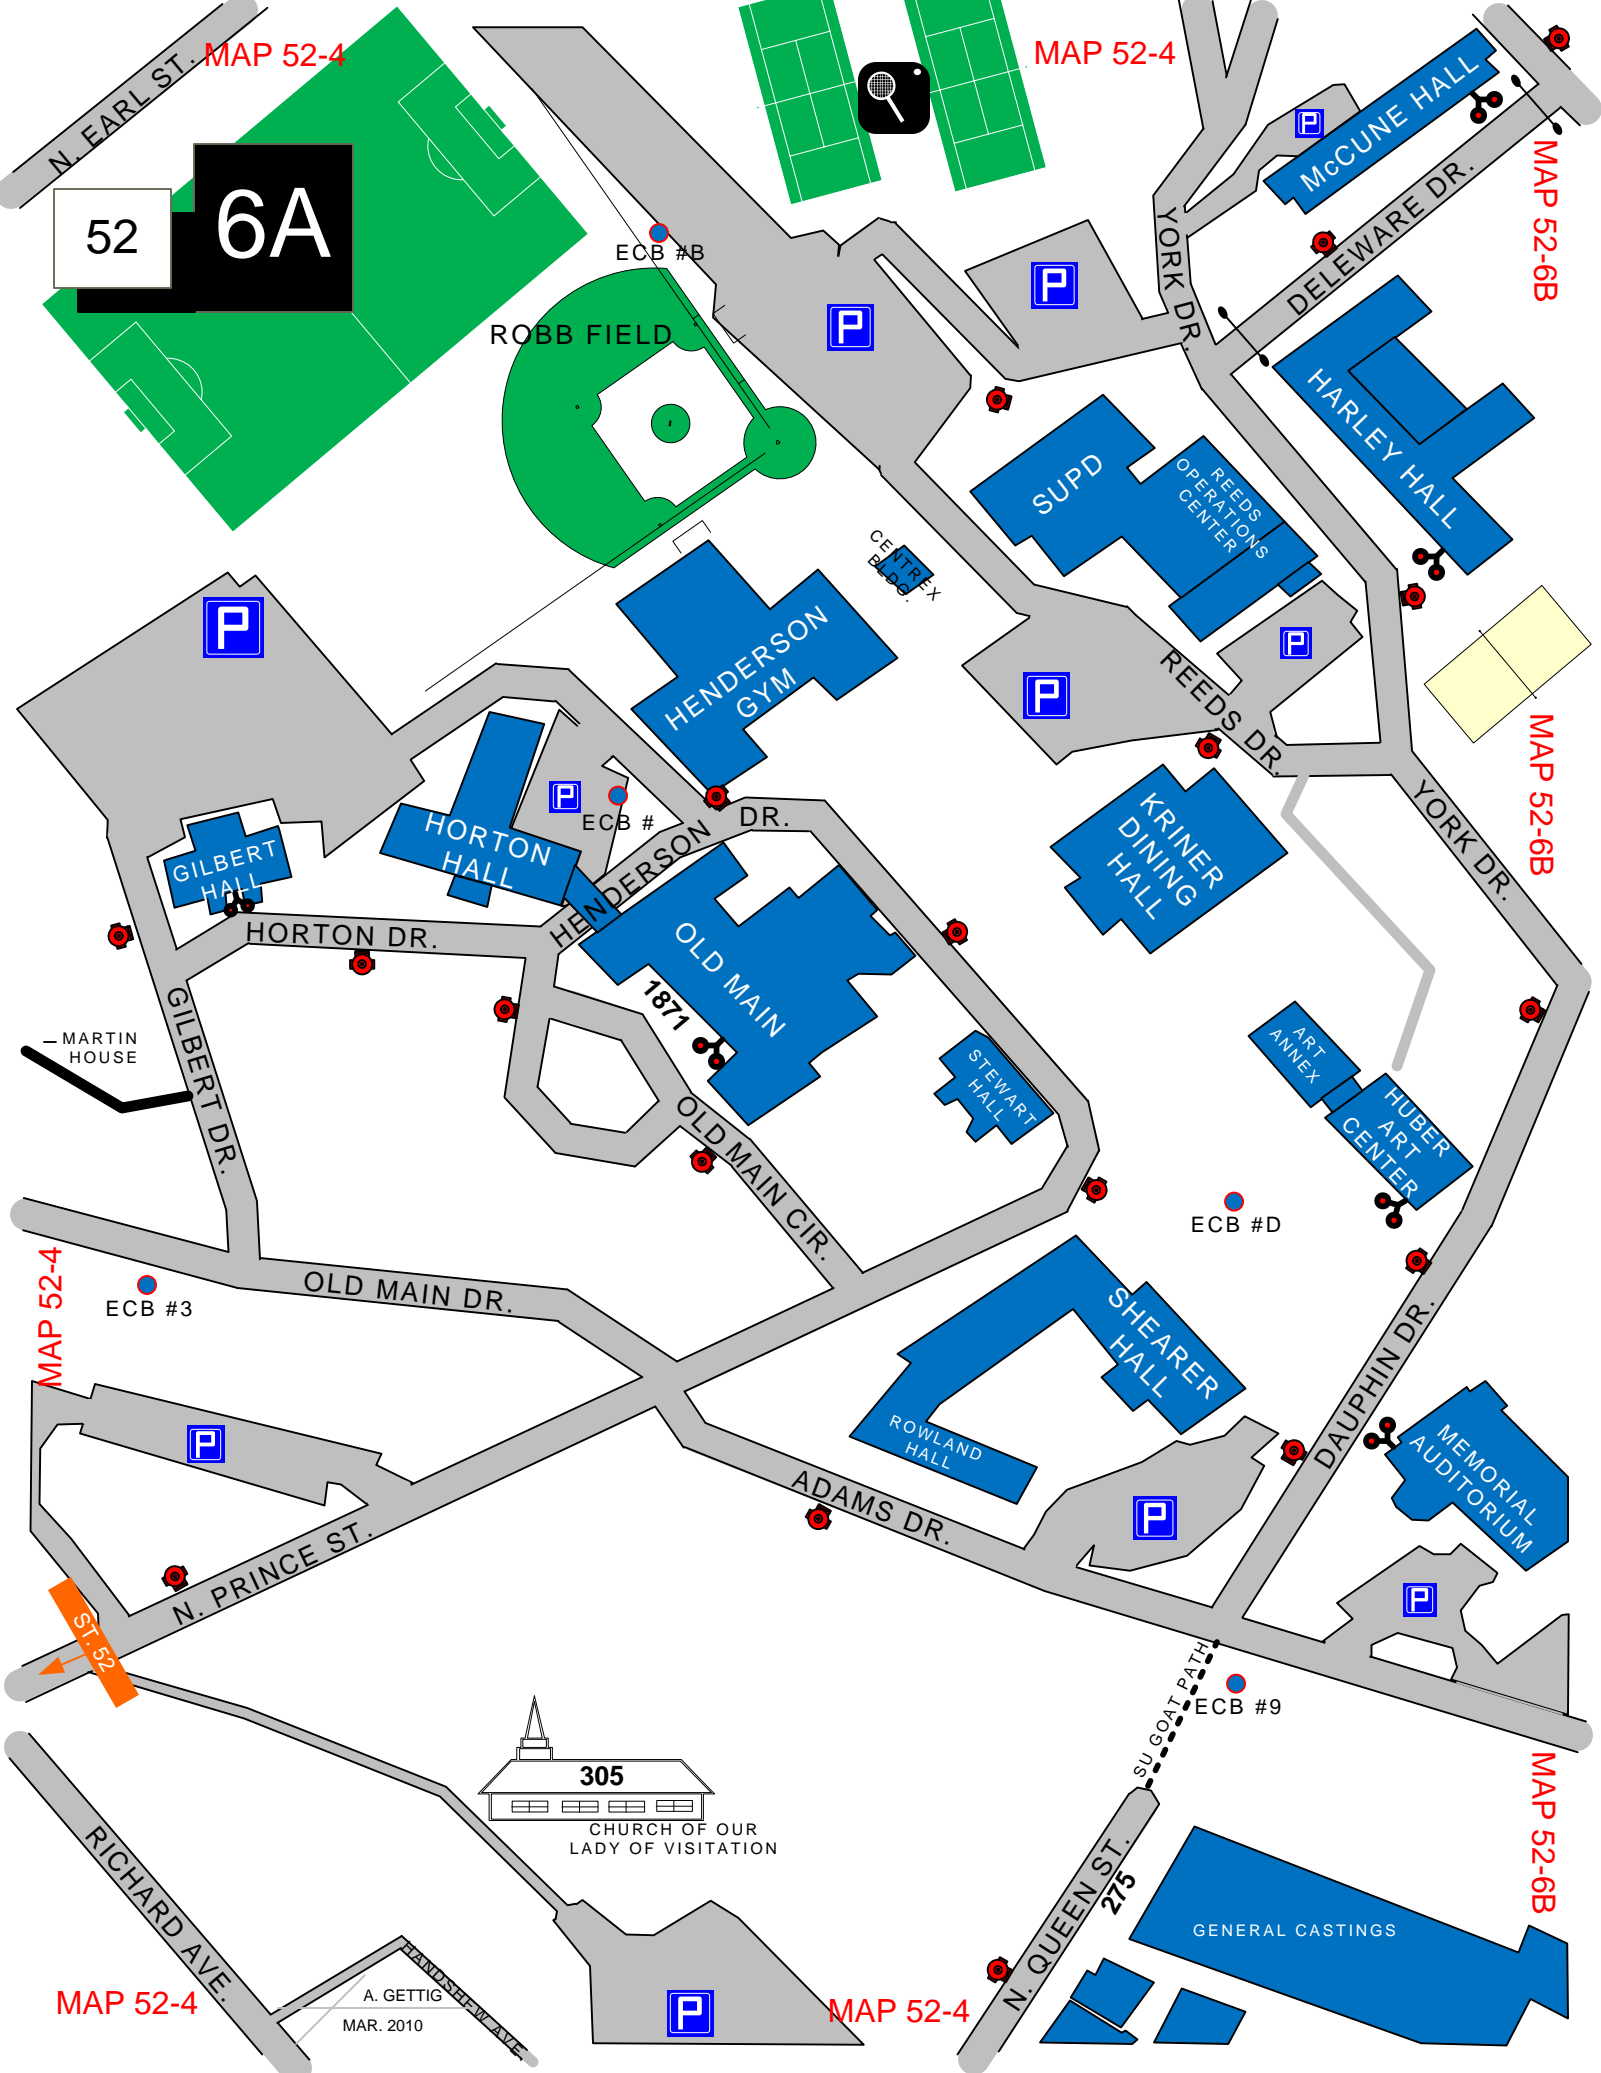 N. EARL ST.
MAP 52-4
MAP 52-4
52
6A
McCUNE HALL
P
MAP 52-6B
DELEWARE DR.
YORK DR.
ECB #B
P
P
ROBB FIELD
HARLEY HALL
SUPD
REEDS
OPERATIONS
CENTER
CENTREX
BLDG.
P
HENDERSON
GYM
P
P
REEDS DR.
MAP 52-6B
P
ECB #
HENDERSON DR.
HORTON
HALL
GILBERT
HALL
KRINER
DINING
HALL
YORK DR.
HORTON DR.
OLD MAIN
1871
GILBERT DR.
MARTIN
HOUSE
STEWART
HALL
ART
ANNEX
HUBER
ART
CENTER
OLD MAIN CIR.
ECB #D
MAP 52-4
ECB #3
OLD MAIN DR.
SHEARER
HALL
DAUPHIN DR.
ROWLAND
HALL
MEMORIAL
AUDITORIUM
P
ADAMS DR.
P
N. PRINCE ST.
P
ST. 52
SU GOAT PATH
ECB #9
305
CHURCH OF OUR
LADY OF VISITATION
MAP 52-6B
RICHARD AVE.
N. QUEEN ST.
275
GENERAL CASTINGS
HANDSHEW AVE.
A. GETTIG
MAR. 2010
MAP 52-4
P
MAP 52-4